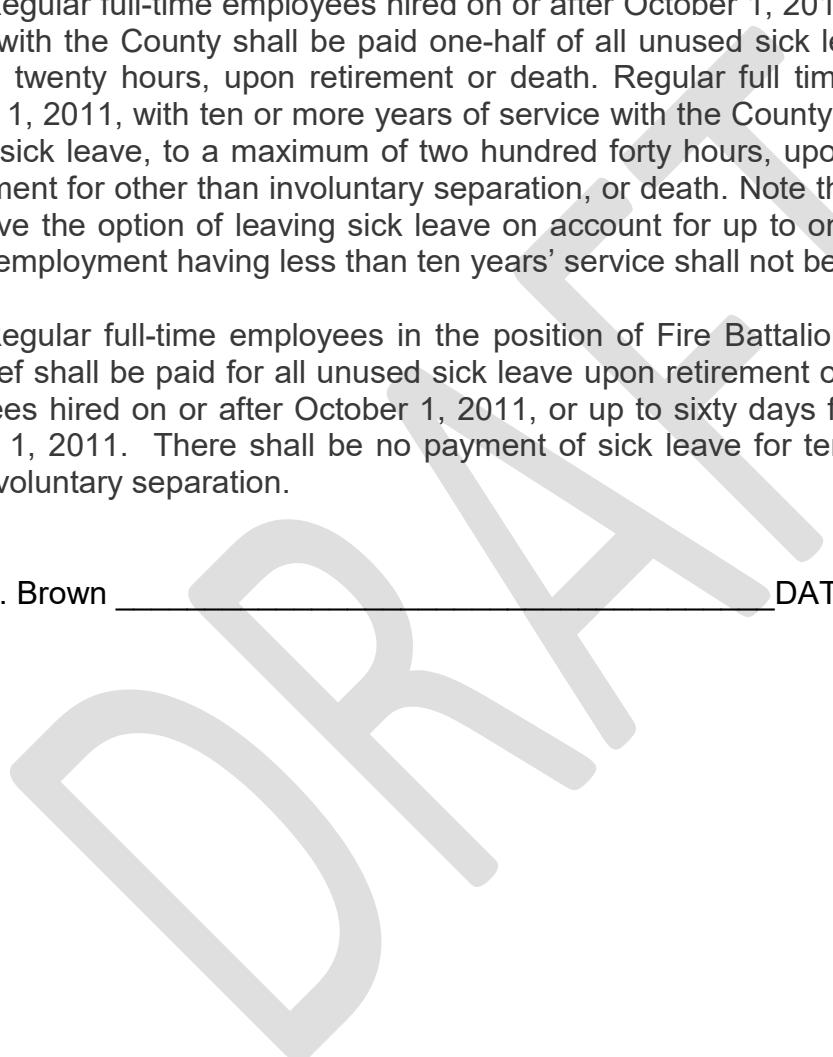 egular full-time employees hired on or after October 1, 201
with the County shall be paid one-half of all unused sick le
twenty hours, upon retirement or death. Regular full tim
1, 2011, with ten or more years of service with the County
sick leave, to a maximum of two hundred forty hours, upo
ment for other than involuntary separation, or death. Note th
ve the option of leaving sick leave on account for up to or
employment having less than ten years’ service shall not be
egular full-time employees in the position of Fire Battalio
ef shall be paid for all unused sick leave upon retirement o
ees hired on or after October 1, 2011, or up to sixty days f
1, 2011. There shall be no payment of sick leave for ter
voluntary separation.
. Brown _____________________________________DAT
DRAFT